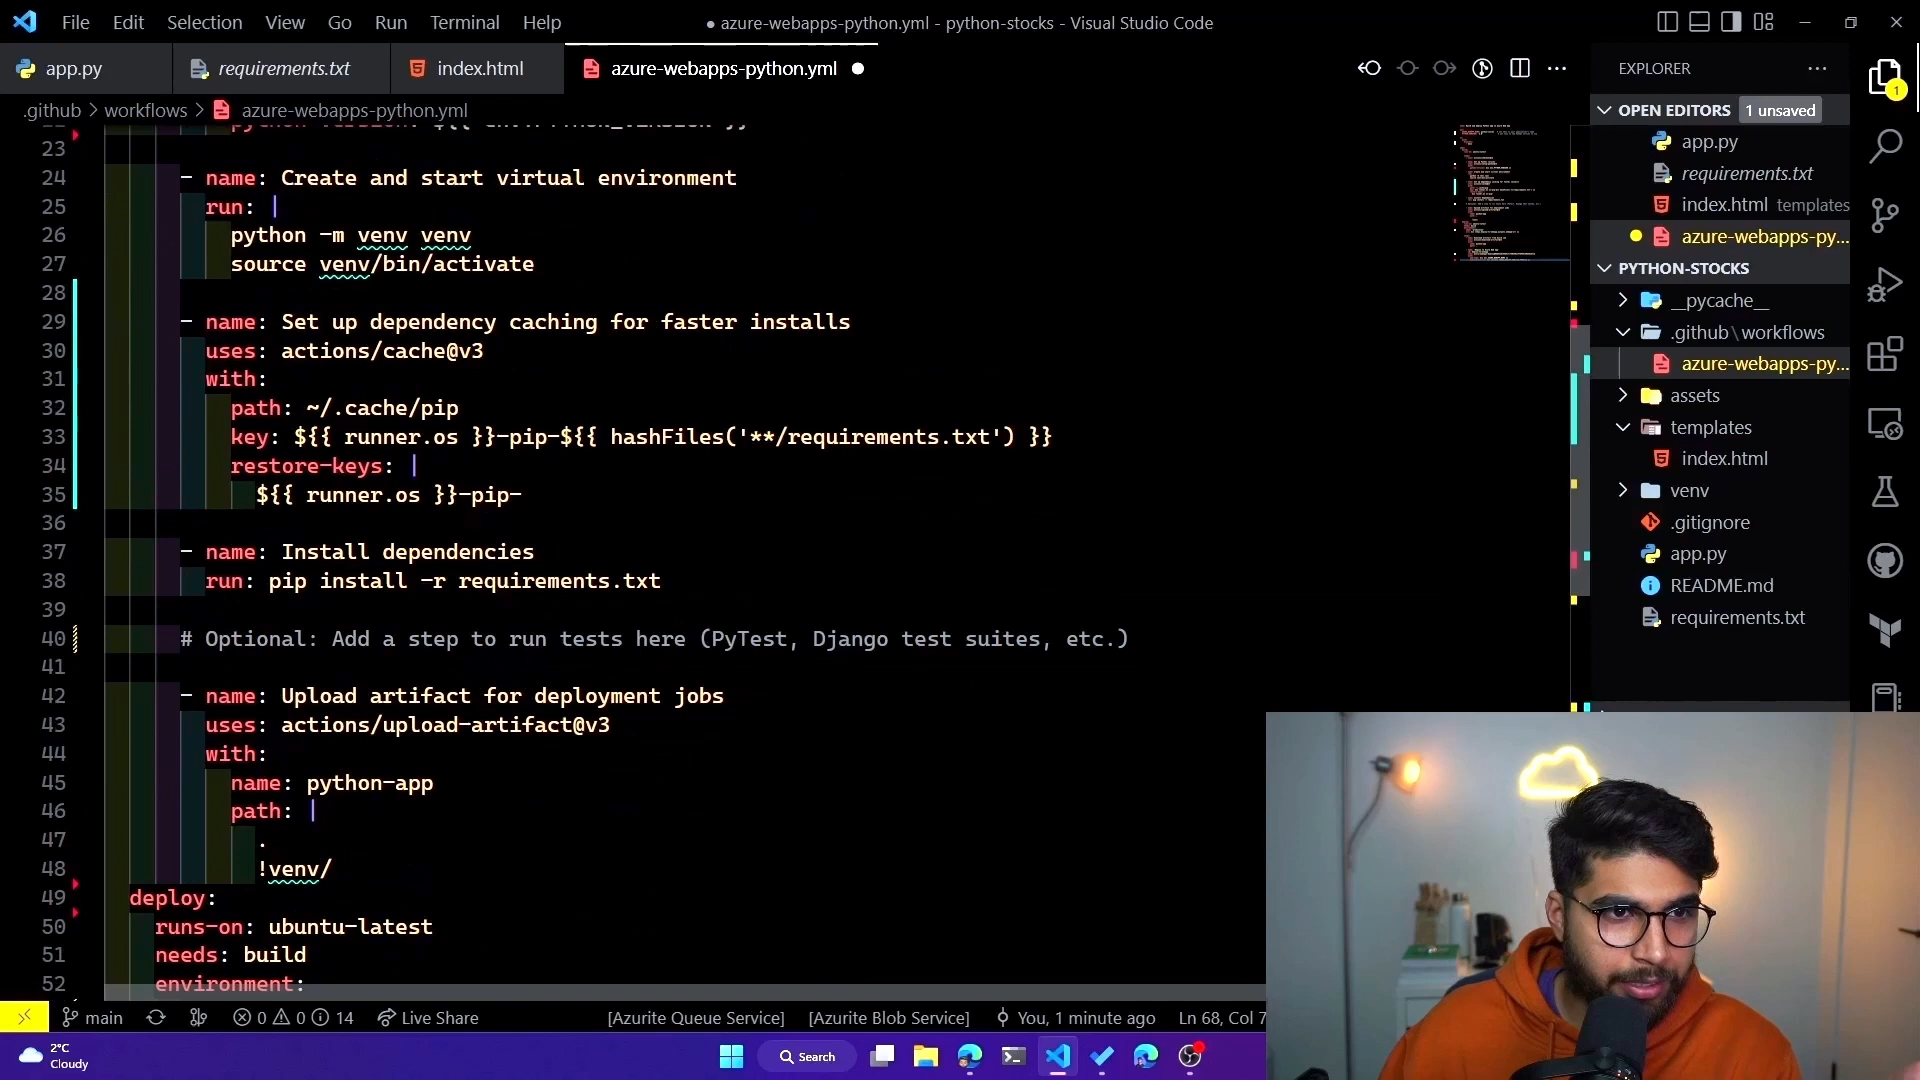 File Edit Selection View Go Run Terminal Help
● azure-webapps-python.yml - python-stocks - Visual Studio Code
app.py requirements.txt index.html azure-webapps-python.yml
.github > workflows > azure-webapps-python.yml
23
24 - name: Create and start virtual environment
25 run: |
26 python -m venv venv
27 source venv/bin/activate
28
29 - name: Set up dependency caching for faster installs
30 uses: actions/cache@v3
31 with:
32 path: ~/.cache/pip
33 key: ${{ runner.os }}-pip-${{ hashFiles('**/requirements.txt') }}
34 restore-keys: |
35 ${{ runner.os }}-pip-
36
37 - name: Install dependencies
38 run: pip install -r requirements.txt
39
40 # Optional: Add a step to run tests here (PyTest, Django test suites, etc.)
41
42 - name: Upload artifact for deployment jobs
43 uses: actions/upload-artifact@v3
44 with:
45 name: python-app
46 path: |
47 .
48 !venv/
49 deploy:
50 runs-on: ubuntu-latest
51 needs: build
52 environment:
EXPLORER
OPEN EDITORS 1 unsaved
app.py
requirements.txt
index.html templates
azure-webapps-py...
PYTHON-STOCKS
__pycache__
.github\workflows
azure-webapps-py...
assets
templates
index.html
venv
.gitignore
app.py
README.md
requirements.txt
1
main 0 0 14 Live Share [Azurite Queue Service] [Azurite Blob Service] You, 1 minute ago Ln 68, Col 7
2°C
Cloudy
Search